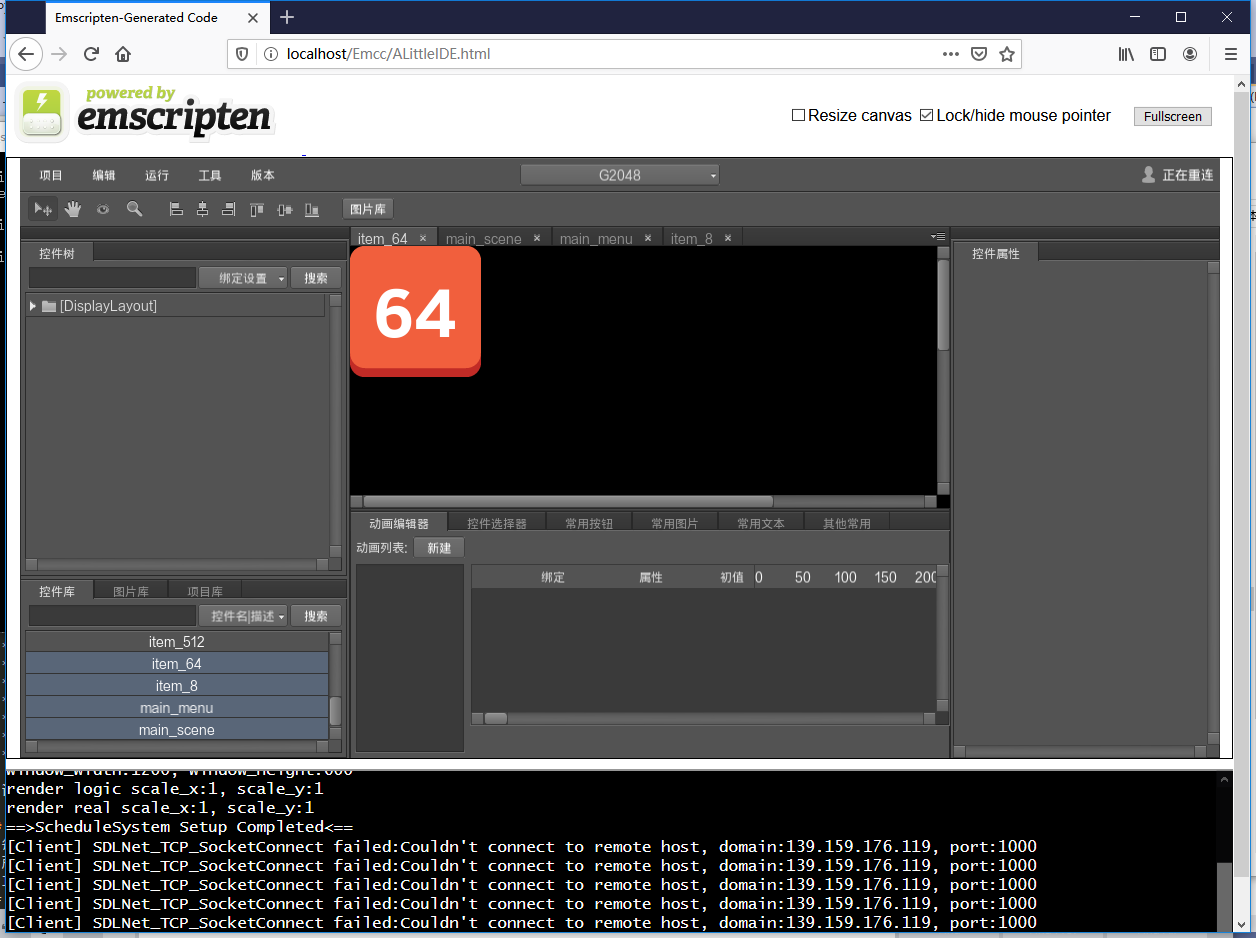 Emscripten-Generated Code
localhost/Emcc/ALittleIDE.html
powered by
emscripten
Resize canvas Lock/hide mouse pointer Fullscreen
项目 编辑 运行 工具 版本 G2048 正在重连
图片库
item_64 main_scene main_menu item_8
控件树 控件属性
绑定设置 搜索
[DisplayLayout]
64
动画编辑器 控件选择器 常用按钮 常用图片 常用文本 其他常用
动画列表: 新建
绑定 属性 初值 0 50 100 150 200
控件库 图片库 项目库
控件名|描述 搜索
item_512
item_64
item_8
main_menu
main_scene
window_width:1200, window_height:600
render logic scale_x:1, scale_y:1
render real scale_x:1, scale_y:1
==>ScheduleSystem Setup Completed<==
[Client] SDLNet_TCP_SocketConnect failed:Couldn't connect to remote host, domain:139.159.176.119, port:1000
[Client] SDLNet_TCP_SocketConnect failed:Couldn't connect to remote host, domain:139.159.176.119, port:1000
[Client] SDLNet_TCP_SocketConnect failed:Couldn't connect to remote host, domain:139.159.176.119, port:1000
[Client] SDLNet_TCP_SocketConnect failed:Couldn't connect to remote host, domain:139.159.176.119, port:1000
[Client] SDLNet_TCP_SocketConnect failed:Couldn't connect to remote host, domain:139.159.176.119, port:1000